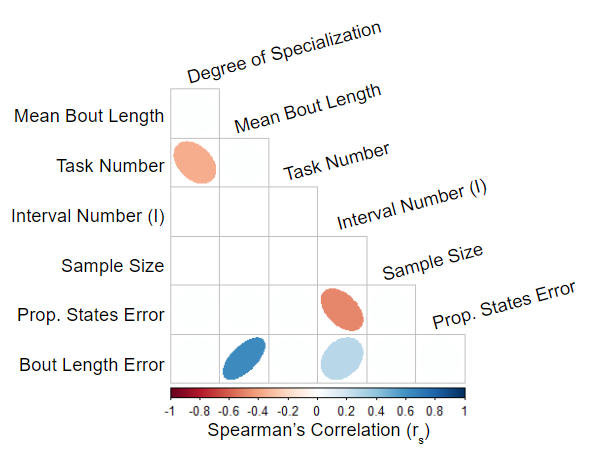 Degree of Specialization
Mean Bout Length
Mean Bout Length
Task Number
Task Number
Interval Number (I)
Interval Number (I)
Sample Size
Sample Size
Prop. States Error
Prop. States Error
Bout Length Error
-1 -0.8 -0.6 -0.4 -0.2 0 0.2 0.4 0.6 0.8 1
Spearman's Correlation (rs)